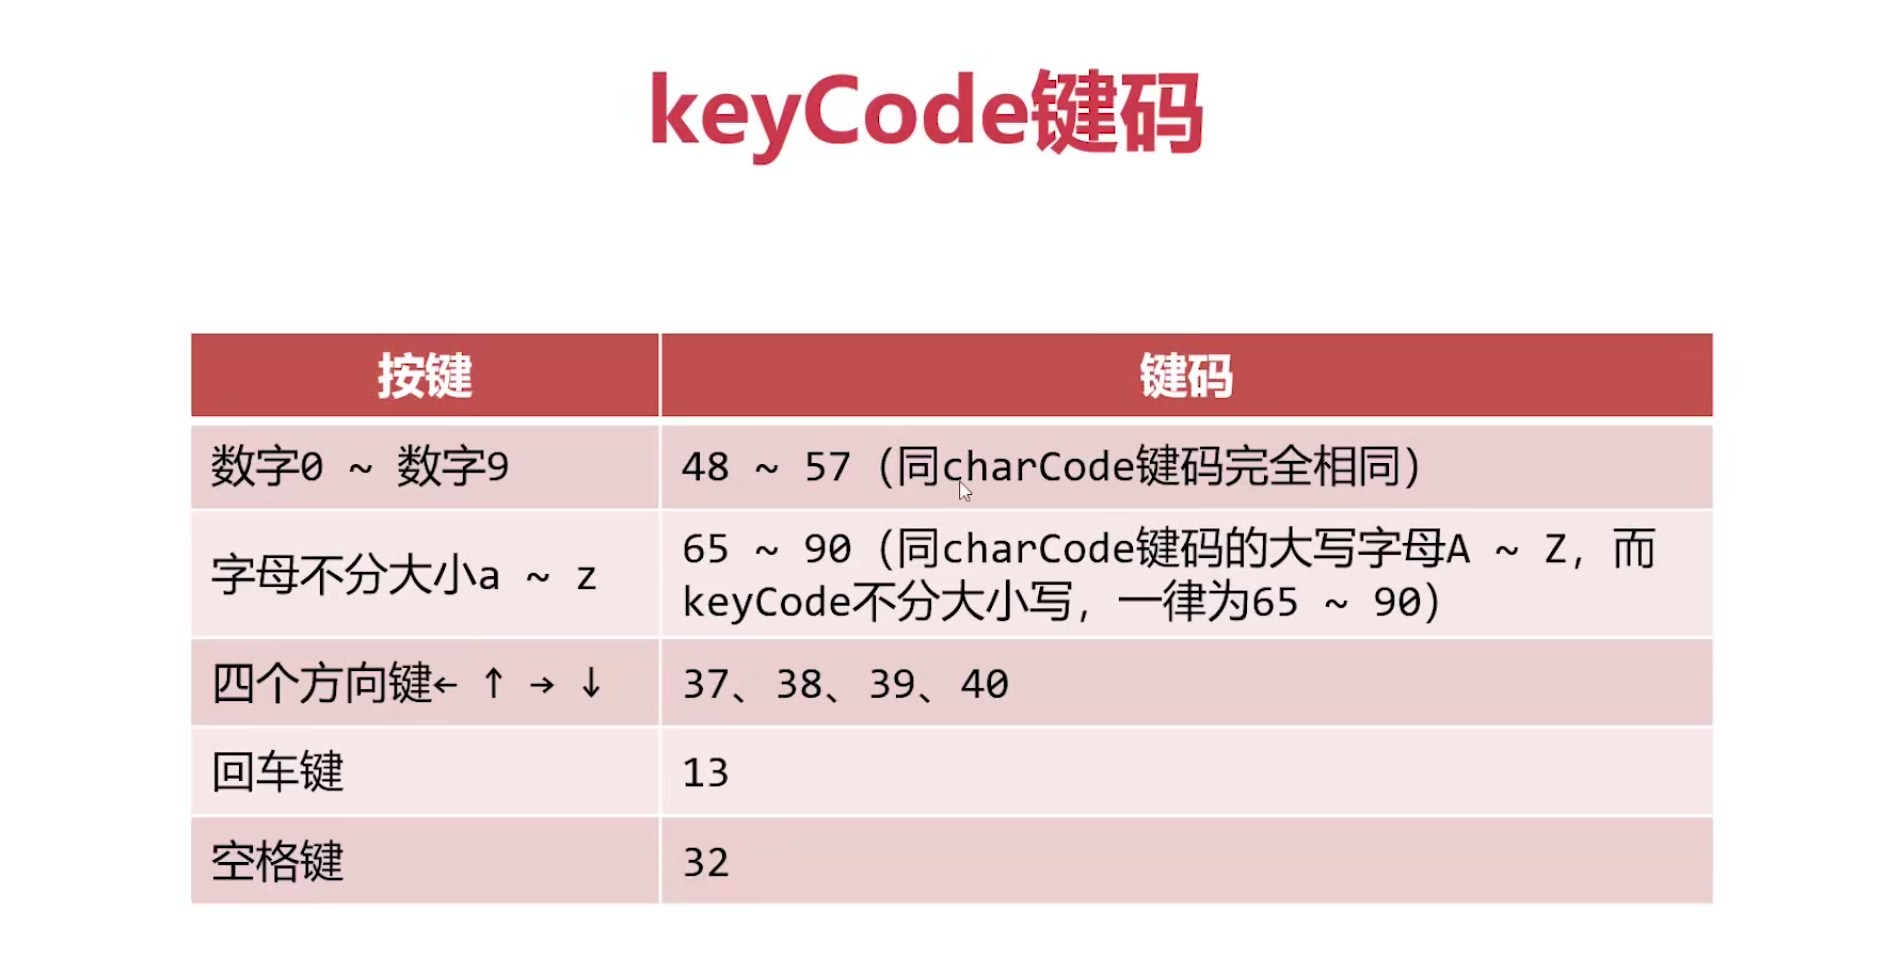 keyCode键码
按键 键码
数字0 ~ 数字9 48 ~ 57 (同charCode键码完全相同)
字母不分大小a ~ z 65 ~ 90 (同charCode键码的大写字母A ~ Z, 而
keyCode不分大小写, 一律为65 ~ 90)
四个方向键← ↑ → ↓ 37、38、39、40
回车键 13
空格键 32